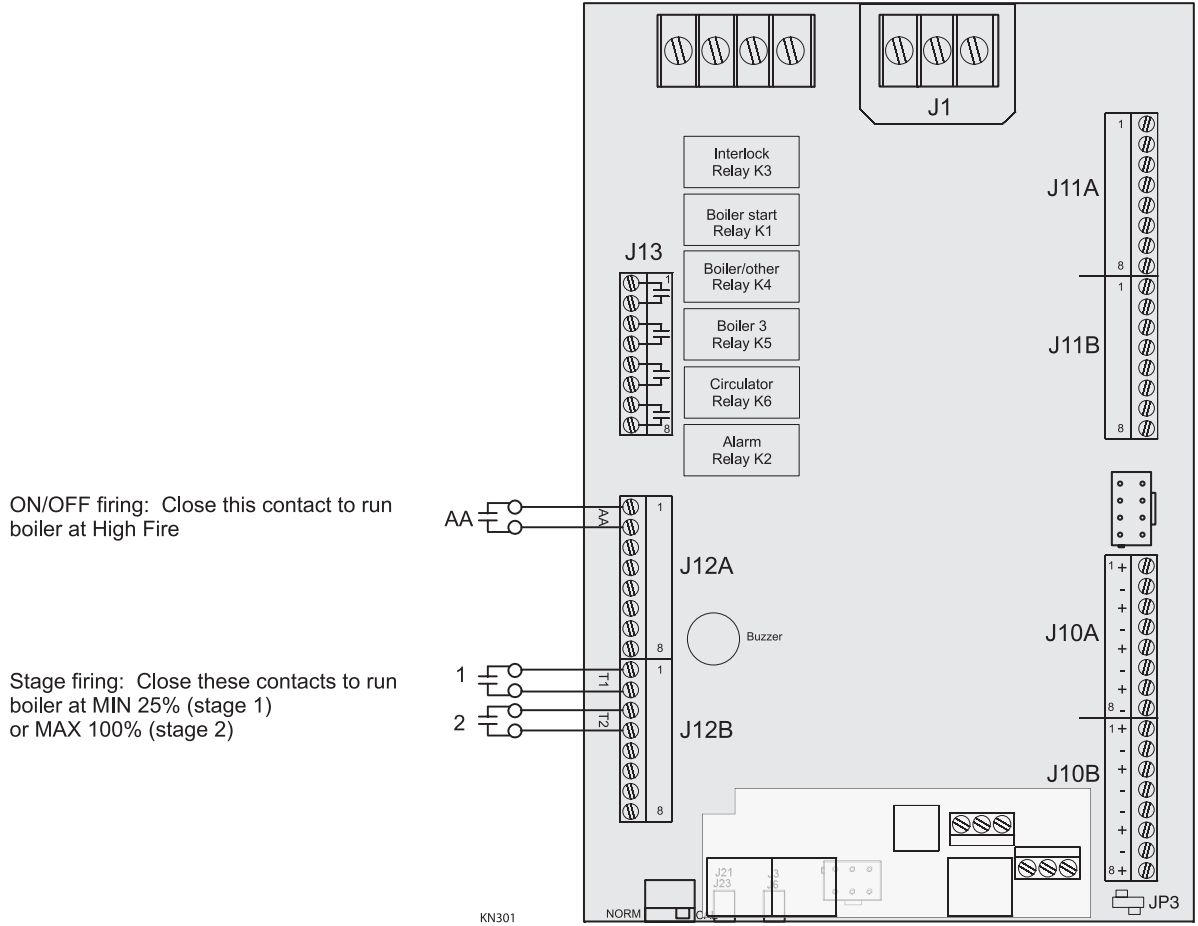 J1
Interlock
Relay K3
Boiler start
Relay K1
Boiler/other
Relay K4
Boiler 3
Relay K5
Circulator
Relay K6
Alarm
Relay K2
J13
1
8
J11A
1
8
J11B
1
8
ON/OFF firing: Close this contact to run
boiler at High Fire
AA
AA
1
J12A
8
Buzzer
Stage firing: Close these contacts to run
boiler at MIN 25% (stage 1)
or MAX 100% (stage 2)
1
2
T1
T2
1
J12B
8
J10A
1 +
-
+
-
+
-
+
8 -
J10B
1 +
-
+
-
-
+
-
8 +
J21
J23
NORM
JP3
KN301